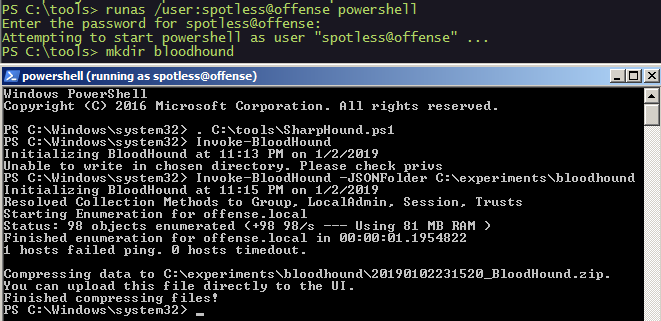 PS C:\tools> runas /user:spotless@offense powershell
Enter the password for spotless@offense:
Attempting to start powershell as user "spotless@offense" ...
PS C:\tools> mkdir bloodhound
powershell (running as spotless@offense)
Windows PowerShell
Copyright (C) 2016 Microsoft Corporation. All rights reserved.
PS C:\Windows\system32> . C:\tools\SharpHound.ps1
PS C:\Windows\system32> Invoke-BloodHound
Initializing BloodHound at 11:13 PM on 1/2/2019
Unable to write in chosen directory. Please check privs
PS C:\Windows\system32> Invoke-BloodHound -JSONFolder C:\experiments\bloodhound
Initializing BloodHound at 11:15 PM on 1/2/2019
Resolved Collection Methods to Group, LocalAdmin, Session, Trusts
Starting Enumeration for offense.local
Status: 98 objects enumerated (+98 98/s --- Using 81 MB RAM )
Finished enumeration for offense.local in 00:00:01.1954822
1 hosts failed ping. 0 hosts timedout.
Compressing data to C:\experiments\bloodhound\20190102231520_BloodHound.zip.
You can upload this file directly to the UI.
Finished compressing files!
PS C:\Windows\system32> _